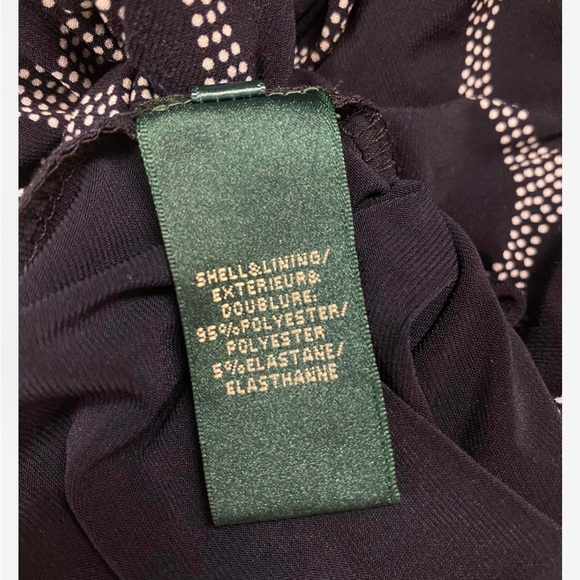 SHELL&LINING/
EXTERIEUR&
DOUBLURE:
95%POLYESTER/
POLYESTER
5%ELASTANE/
ELASTHANNE